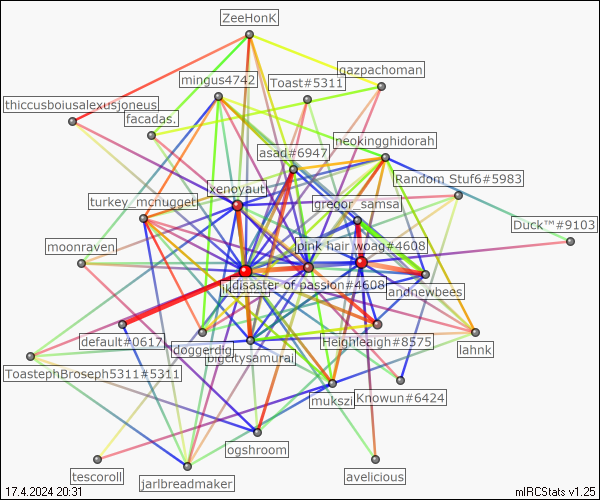 ZeeHonK
gazpachoman
mingus4742
Toast#5311
thiccusboiusalexusjoneus
facadas.
neokingghidorah
asad#6947
Random Stuf6#5983
xenoyaut
turkey_mcnugget
gregor_samsa
Duck™#9103
pink hair woag#4608
moonraven
disaster of passion#4608
andnewbees
default#0617
doggerdig
Heighleigh#8575
lahnk
bigcitysamurai
ToastephBroseph5311#5311
mukszi
Knowun#6424
ogshroom
tescoroll
jarlbreadmaker
avelicious
17.4.2024 20:31
mIRCStats v1.25